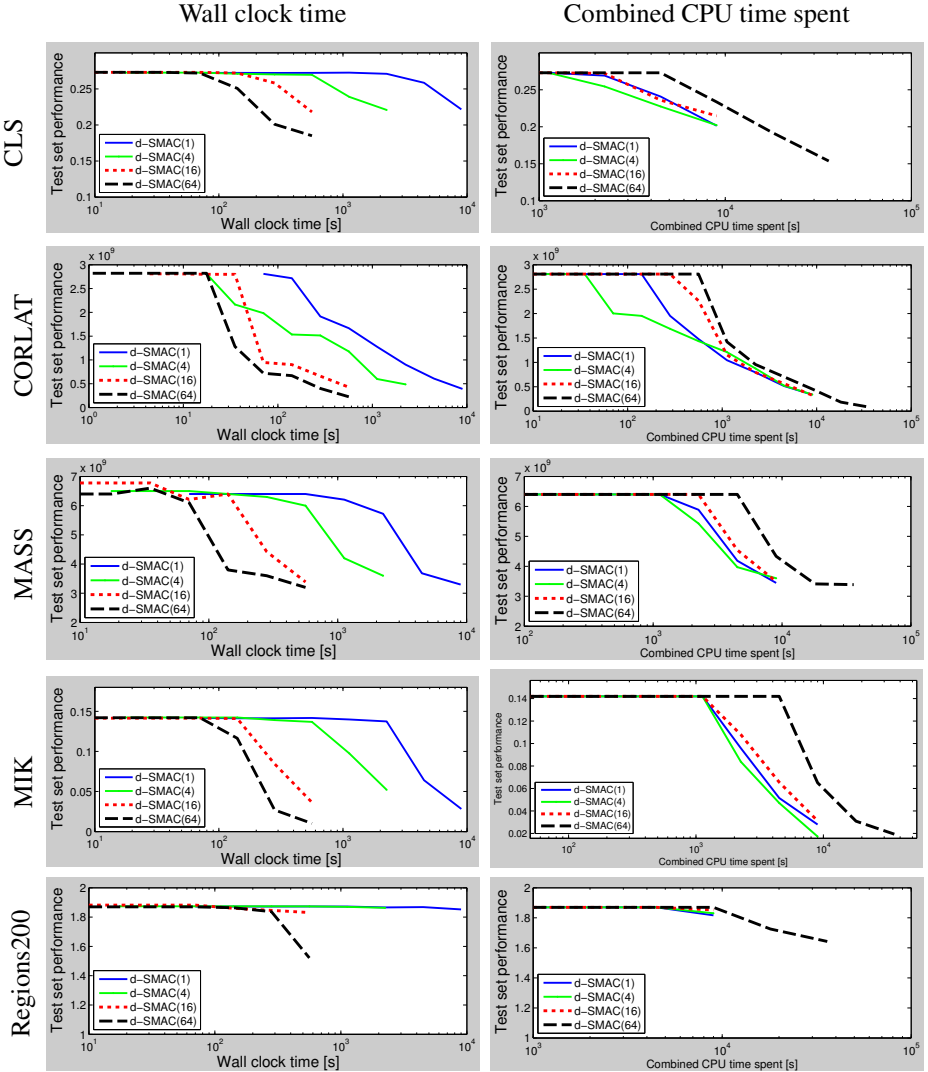 Wall clock time
Combined CPU time spent
CLS
Test set performance
0.25
0.2
0.15
0.1
d−SMAC(1)
d−SMAC(4)
d−SMAC(16)
d−SMAC(64)
10^1 10^2 10^3 10^4
Wall clock time [s]
Test set performance
0.25
0.2
0.15
0.1
d−SMAC(1)
d−SMAC(4)
d−SMAC(16)
d−SMAC(64)
10^3 10^4 10^5
Combined CPU time spent [s]
CORLAT
x 10^9
Test set performance
3
2.5
2
1.5
1
0.5
0
d−SMAC(1)
d−SMAC(4)
d−SMAC(16)
d−SMAC(64)
10^0 10^1 10^2 10^3 10^4
Wall clock time [s]
x 10^9
Test set performance
3
2.5
2
1.5
1
0.5
0
d−SMAC(1)
d−SMAC(4)
d−SMAC(16)
d−SMAC(64)
10^1 10^2 10^3 10^4 10^5
Combined CPU time spent [s]
MASS
x 10^9
Test set performance
7
6
5
4
3
2
d−SMAC(1)
d−SMAC(4)
d−SMAC(16)
d−SMAC(64)
10^1 10^2 10^3 10^4
Wall clock time [s]
x 10^9
Test set performance
7
6
5
4
3
2
d−SMAC(1)
d−SMAC(4)
d−SMAC(16)
d−SMAC(64)
10^2 10^3 10^4 10^5
Combined CPU time spent [s]
MIK
Test set performance
0.15
0.1
0.05
0
d−SMAC(1)
d−SMAC(4)
d−SMAC(16)
d−SMAC(64)
10^1 10^2 10^3 10^4
Wall clock time [s]
Test set performance
0.14
0.12
0.1
0.08
0.06
0.04
0.02
d−SMAC(1)
d−SMAC(4)
d−SMAC(16)
d−SMAC(64)
10^2 10^3 10^4
Combined CPU time spent [s]
Regions200
Test set performance
2
1.8
1.6
1.4
1.2
1
d−SMAC(1)
d−SMAC(4)
d−SMAC(16)
d−SMAC(64)
10^1 10^2 10^3 10^4
Wall clock time [s]
Test set performance
2
1.8
1.6
1.4
1.2
1
d−SMAC(1)
d−SMAC(4)
d−SMAC(16)
d−SMAC(64)
10^3 10^4 10^5
Combined CPU time spent [s]